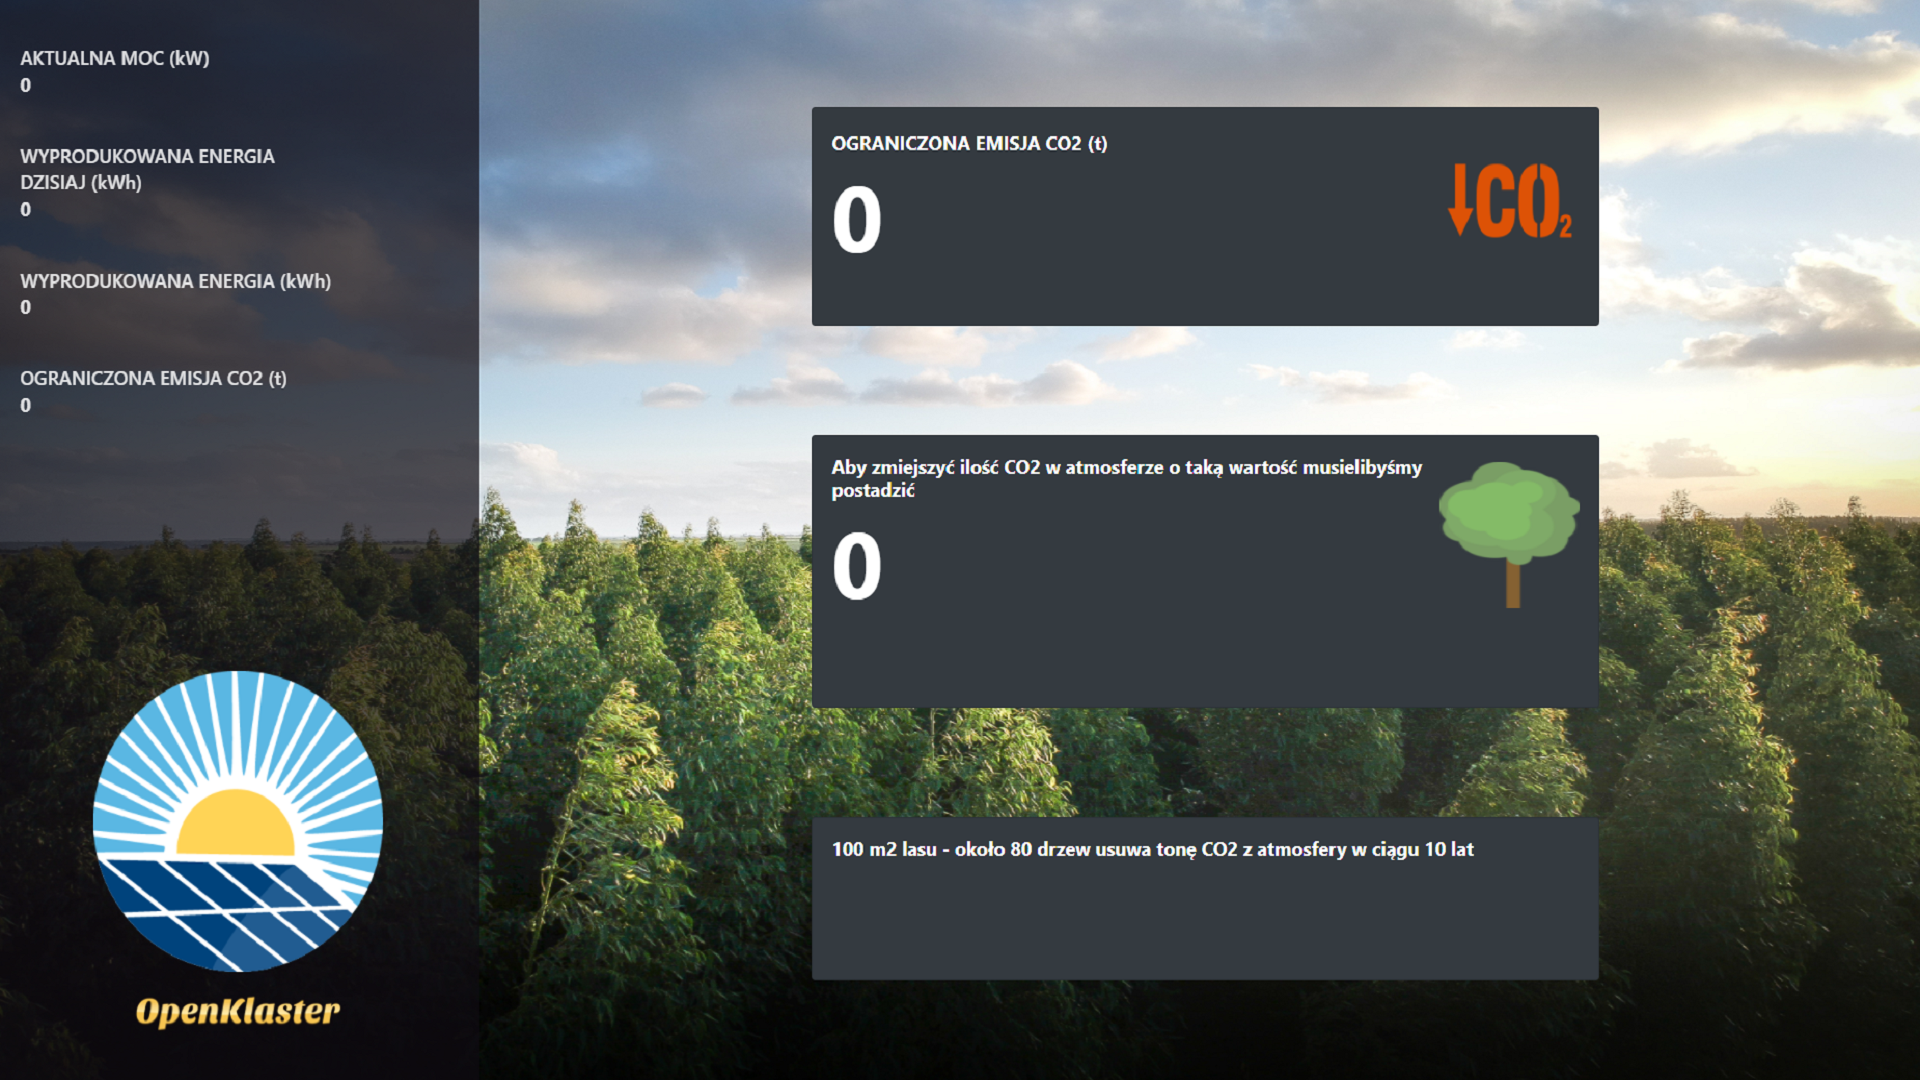 AKTUALNA MOC (kW)
0
WYPRODUKOWANA ENERGIA
DZISIAJ (kWh)
0
WYPRODUKOWANA ENERGIA (kWh)
0
OGRANICZONA EMISJA CO2 (t)
0
OpenKlaster
OGRANICZONA EMISJA CO2 (t)
0
CO2
Aby zmiejszyć ilość CO2 w atmosferze o taką wartość musielibyśmy
postadzić
0
100 m2 lasu - około 80 drzew usuwa tonę CO2 z atmosfery w ciągu 10 lat